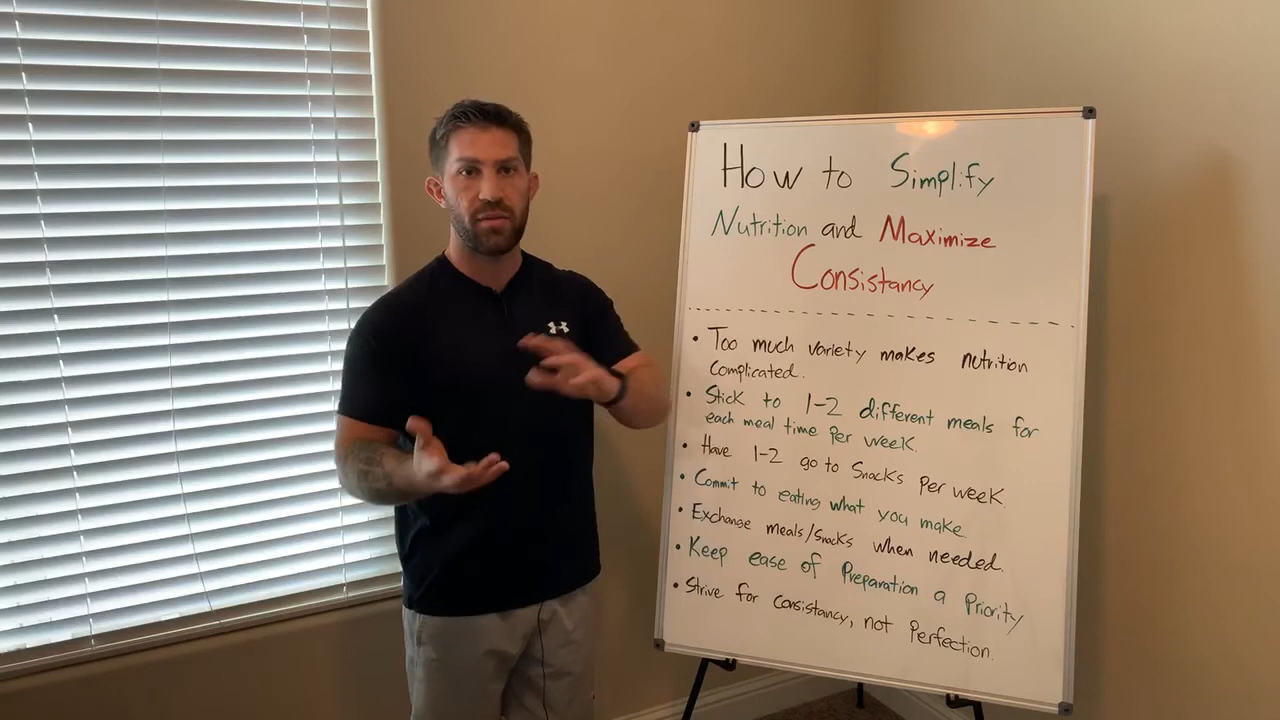 How to Simplify
Nutrition and Maximize
Consistancy
• Too much variety makes nutrition
complicated.
• Stick to 1-2 different meals for
each meal time per week.
• Have 1-2 go to snacks per week.
• Commit to eating what you make.
• Exchange meals/snacks when needed.
• Keep ease of Preparation a Priority
• Strive for consistancy, not Perfection.